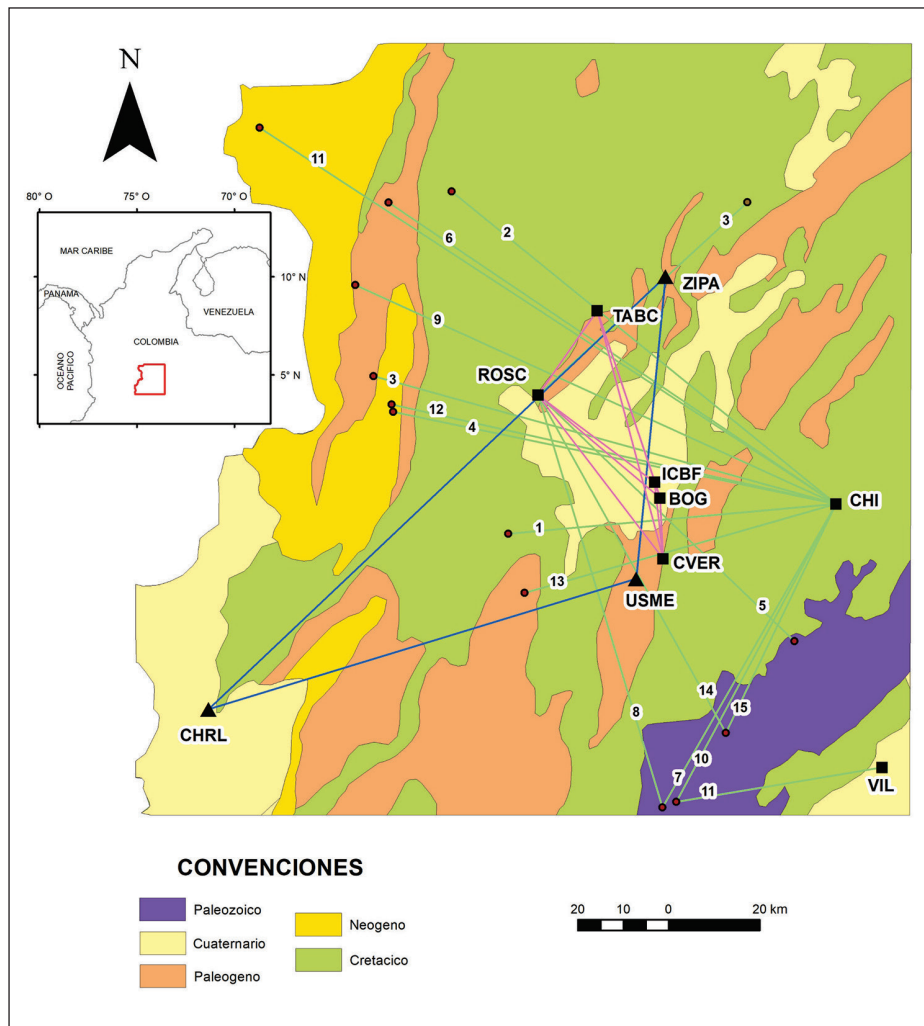 N
80° O
75° O
70° O
MAR CARIBE
10° N
PANAMA
VENEZUELA
COLOMBIA
OCEANO
PACIFICO
5° N
11
6
2
3
ZIPA
TABC
9
ROSC
3
12
4
ICBF
BOG
CHI
1
CVER
13
USME
5
14
15
CHRL
8
10
7
11
VIL
CONVENCIONES
Paleozoico
Cuaternario
Paleogeno
Neogeno
Cretacico
20 10 0 20 km